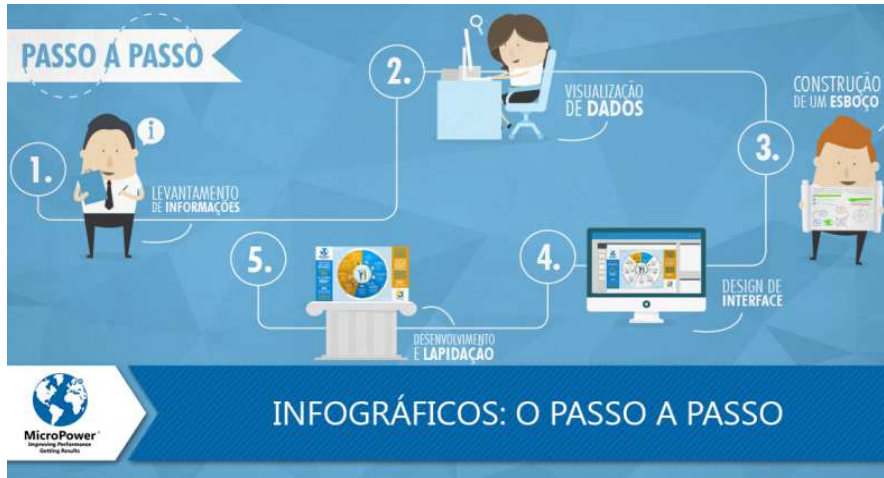 PASSO A PASSO
1.
LEVANTAMENTO
DE INFORMAÇÕES
2.
VISUALIZAÇÃO
DE DADOS
3.
CONSTRUÇÃO
DE UM ESBOÇO
4.
DESIGN DE
INTERFACE
5.
DESENVOLVIMENTO
E LAPIDAÇÃO
MicroPower
Improving Performance
Getting Results
INFOGRÁFICOS: O PASSO A PASSO